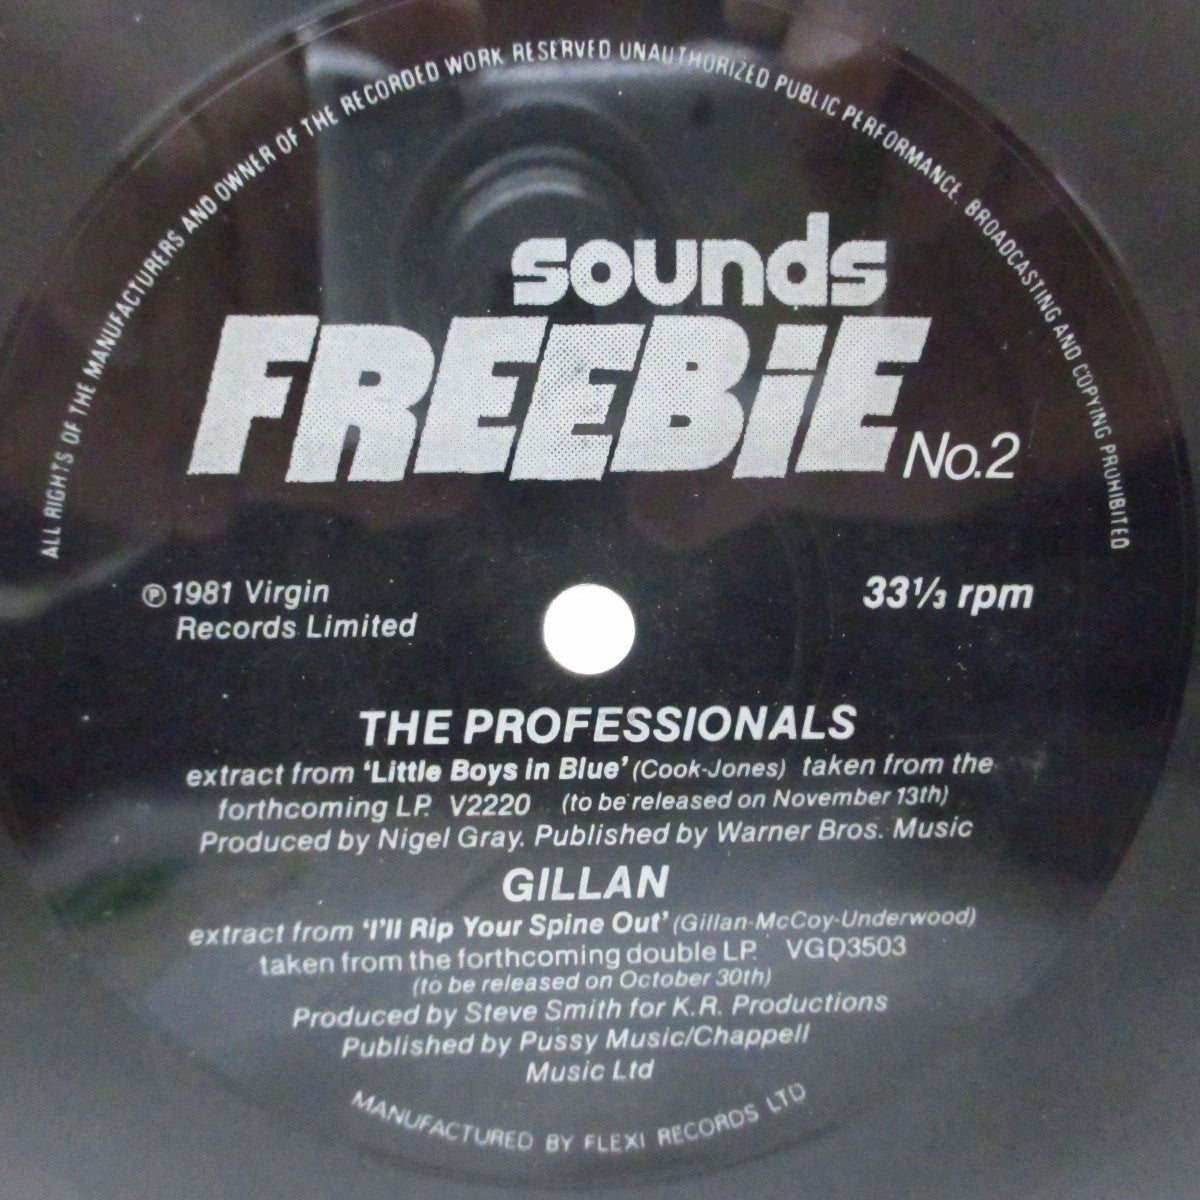 ALL RIGHTS OF THE MANUFACTURERS AND OWNER OF THE RECORDED WORK RESERVED UNAUTHORIZED PUBLIC PERFORMANCE. BROADCASTING AND COPYING PROHIBITED
sounds
FREEBiE No.2
℗ 1981 Virgin
Records Limited
33⅓ rpm
THE PROFESSIONALS
extract from ‘Little Boys in Blue’ (Cook-Jones) taken from the
forthcoming LP. V2220 (to be released on November 13th)
Produced by Nigel Gray. Published by Warner Bros. Music
GILLAN
extract from ‘I’ll Rip Your Spine Out’ (Gillan-McCoy-Underwood)
taken from the forthcoming double LP. VGD3503
(to be released on October 30th)
Produced by Steve Smith for K.R. Productions
Published by Pussy Music/Chappell
Music Ltd
MANUFACTURED BY FLEXI RECORDS LTD